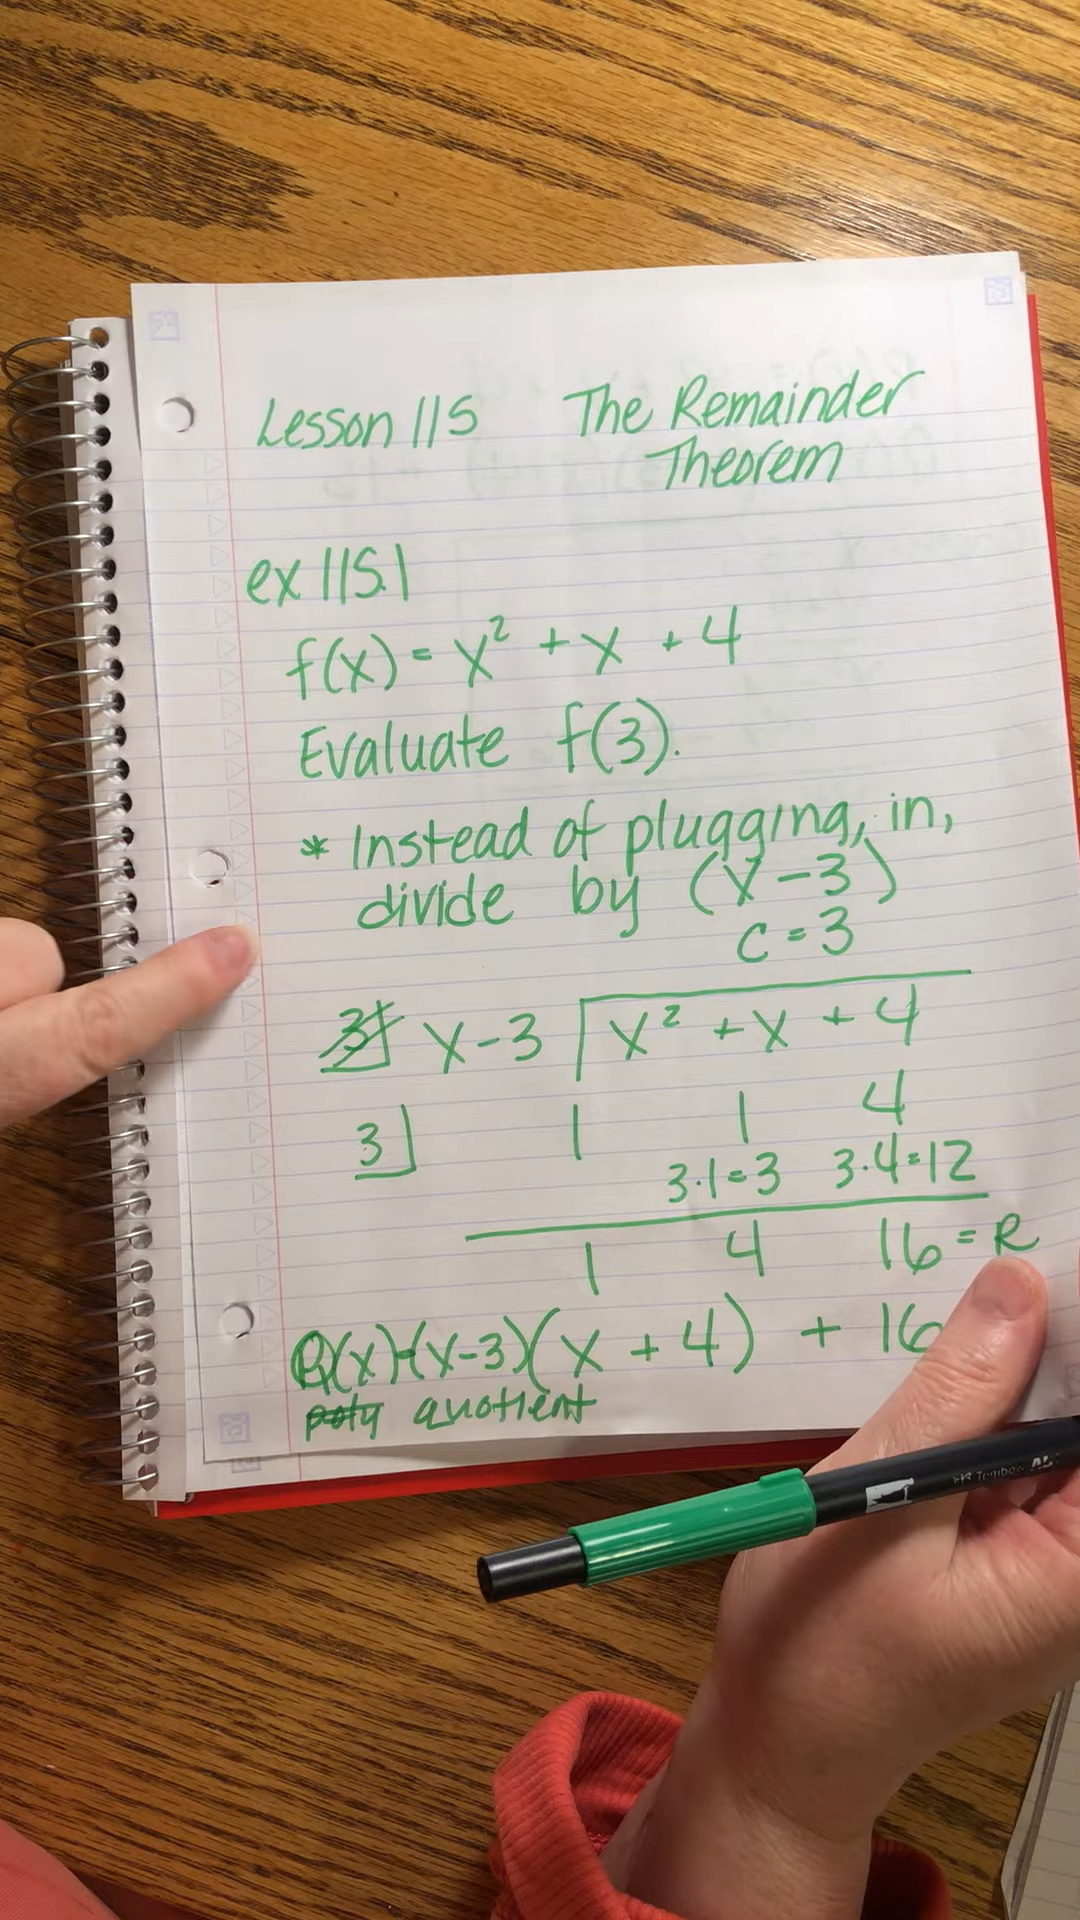 Lesson 115 The Remainder
Theorem
ex 115.1
f(x) = x² + x + 4
Evaluate f(3).
* Instead of plugging, in,
divide by (x - 3)
c = 3
x - 3 x² + x + 4
3 1 1 4
3·1=3 3·4=12
1 4 16 = R
Q(x) (x-3)(x + 4) + 16
poly quotient
Tombow